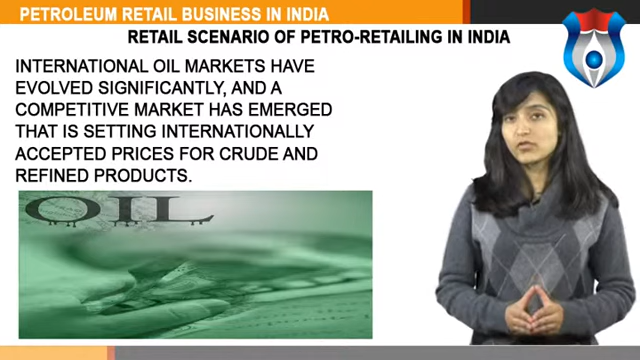 PETROLEUM RETAIL BUSINESS IN INDIA
RETAIL SCENARIO OF PETRO-RETAILING IN INDIA
INTERNATIONAL OIL MARKETS HAVE
EVOLVED SIGNIFICANTLY, AND A
COMPETITIVE MARKET HAS EMERGED
THAT IS SETTING INTERNATIONALLY
ACCEPTED PRICES FOR CRUDE AND
REFINED PRODUCTS.
OIL